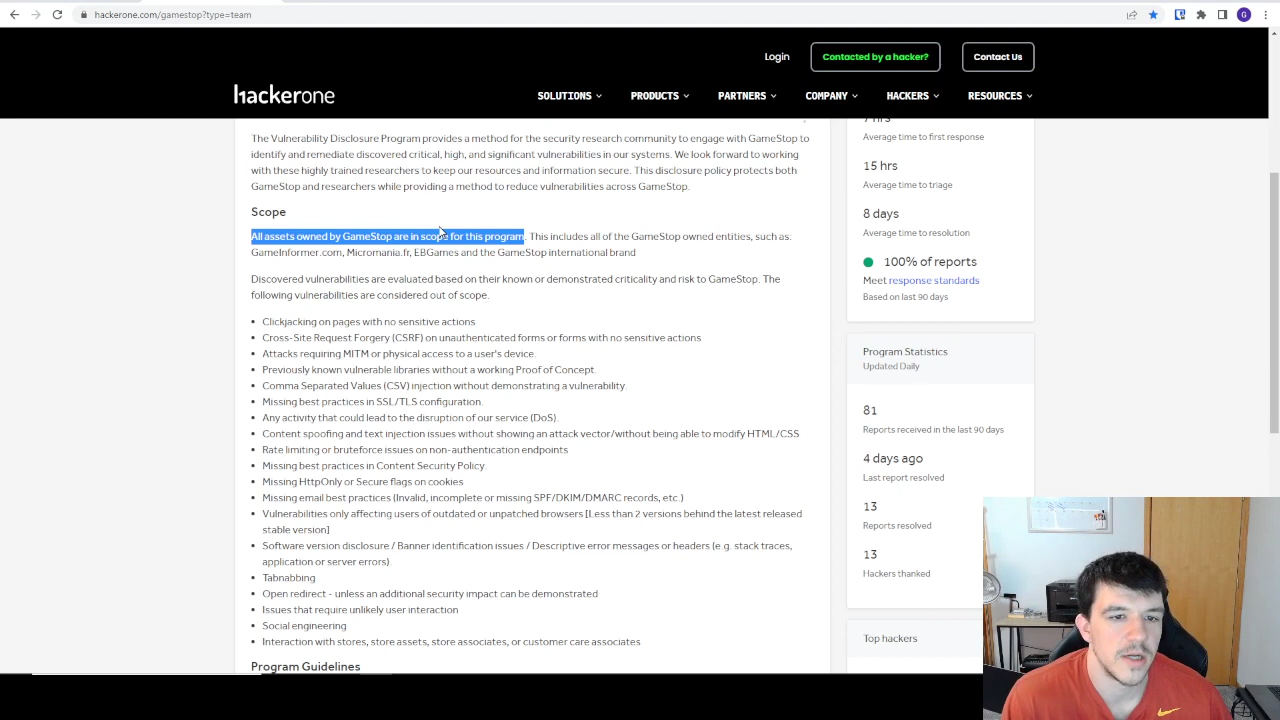 hackerone.com/gamestop?type=team
G
Login
Contacted by a hacker?
Contact Us
hackerone
SOLUTIONS
PRODUCTS
PARTNERS
COMPANY
HACKERS
RESOURCES
The Vulnerability Disclosure Program provides a method for the security research community to engage with GameStop to
identify and remediate discovered critical, high, and significant vulnerabilities in our systems. We look forward to working
with these highly trained researchers to keep our resources and information secure. This disclosure policy protects both
GameStop and researchers while providing a method to reduce vulnerabilities across GameStop.
Scope
All assets owned by GameStop are in scope for this program. This includes all of the GameStop owned entities, such as:
GameInformer.com, Micromania.fr, EBGames and the GameStop international brand
Discovered vulnerabilities are evaluated based on their known or demonstrated criticality and risk to GameStop. The
following vulnerabilities are considered out of scope.
• Clickjacking on pages with no sensitive actions
• Cross-Site Request Forgery (CSRF) on unauthenticated forms or forms with no sensitive actions
• Attacks requiring MITM or physical access to a user's device.
• Previously known vulnerable libraries without a working Proof of Concept.
• Comma Separated Values (CSV) injection without demonstrating a vulnerability.
• Missing best practices in SSL/TLS configuration.
• Any activity that could lead to the disruption of our service (DoS).
• Content spoofing and text injection issues without showing an attack vector/without being able to modify HTML/CSS
• Rate limiting or bruteforce issues on non-authentication endpoints
• Missing best practices in Content Security Policy.
• Missing HttpOnly or Secure flags on cookies
• Missing email best practices (Invalid, incomplete or missing SPF/DKIM/DMARC records, etc.)
• Vulnerabilities only affecting users of outdated or unpatched browsers [Less than 2 versions behind the latest released
stable version]
• Software version disclosure / Banner identification issues / Descriptive error messages or headers (e.g. stack traces,
application or server errors).
• Tabnabbing
• Open redirect - unless an additional security impact can be demonstrated
• Issues that require unlikely user interaction
• Social engineering
• Interaction with stores, store assets, store associates, or customer care associates
Program Guidelines
7 hrs
Average time to first response
15 hrs
Average time to triage
8 days
Average time to resolution
100% of reports
Meet response standards
Based on last 90 days
Program Statistics
Updated Daily
81
Reports received in the last 90 days
4 days ago
Last report resolved
13
Reports resolved
13
Hackers thanked
Top hackers